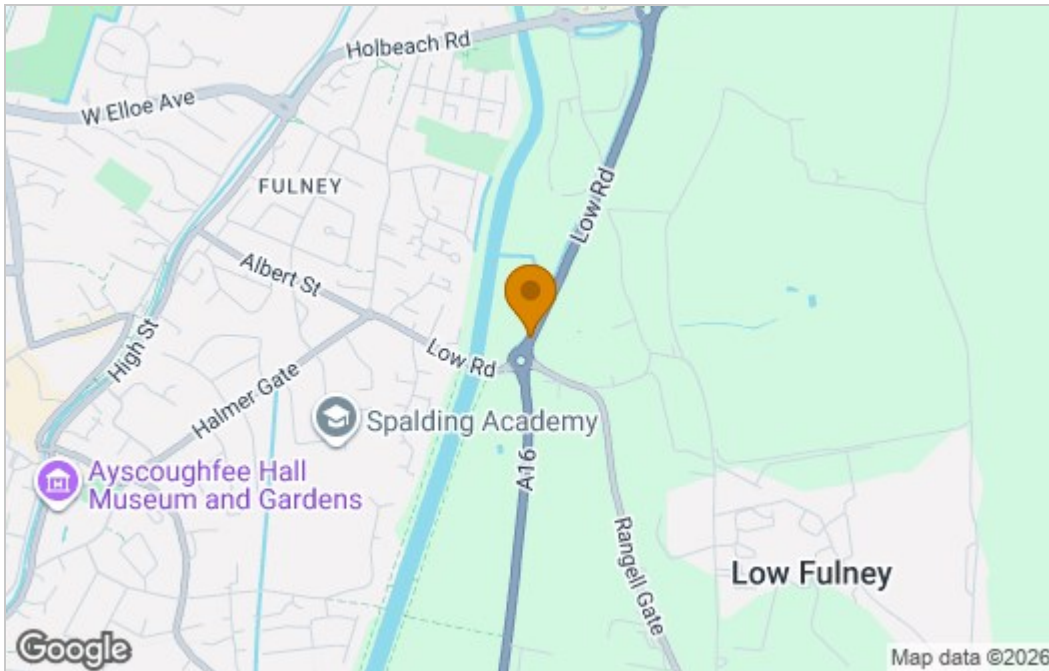 Holbeach Rd
W Elloe Ave
FULNEY
Low Rd
Albert St
High St
Low Rd
Halmer Gate
Spalding Academy
A16
Ayscoughfee Hall
Museum and Gardens
Rangell Gate
Low Fulney
Google
Map data ©2026